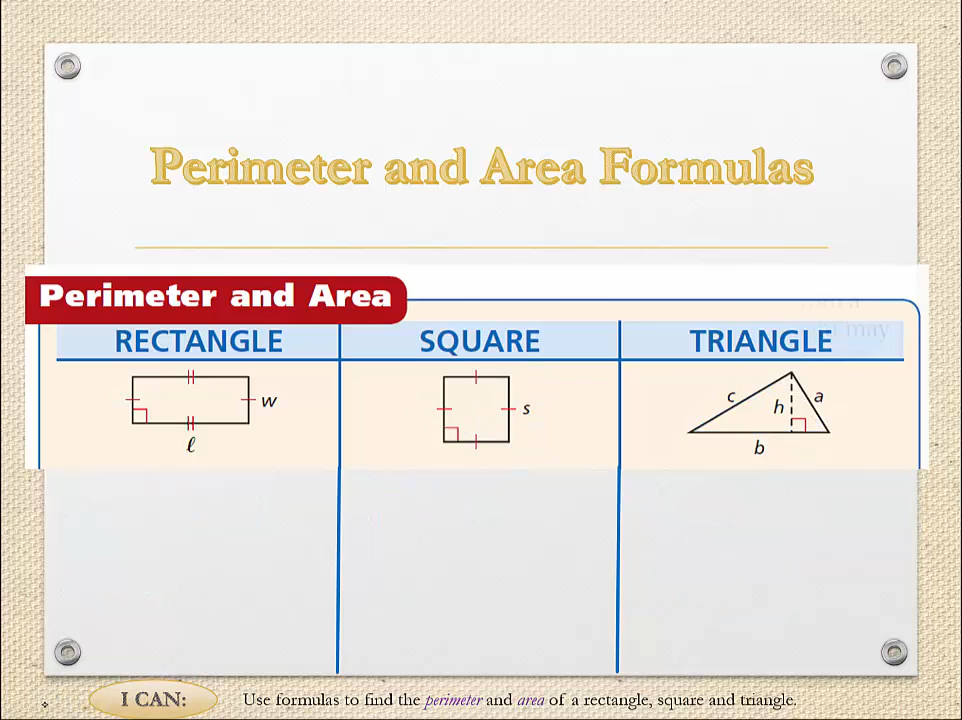 Perimeter and Area Formulas
Perimeter and Area
may
RECTANGLE SQUARE TRIANGLE
w
ℓ
s
c h a
b
I CAN: Use formulas to find the perimeter and area of a rectangle, square and triangle.